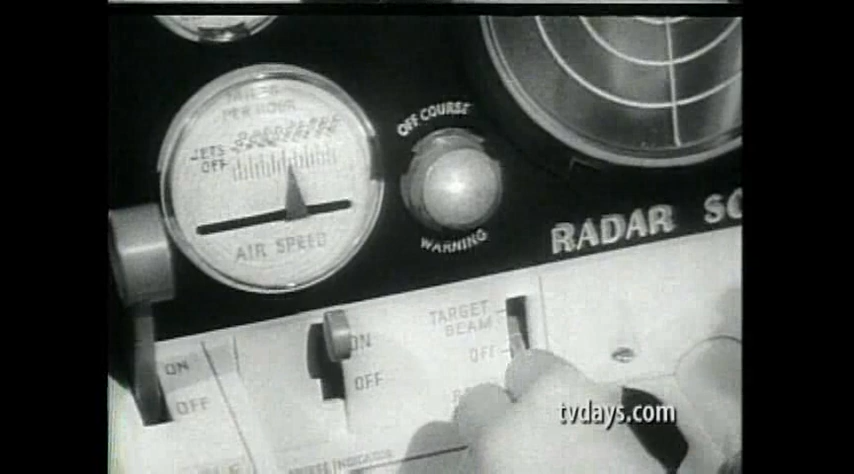 MILES
PER HOUR
JETS
OFF
AIR SPEED
OFF COURSE
WARNING
RADAR SC
ON
OFF
ON
OFF
TARGET
BEAM
OFF
INDICATOR
tvdays.com